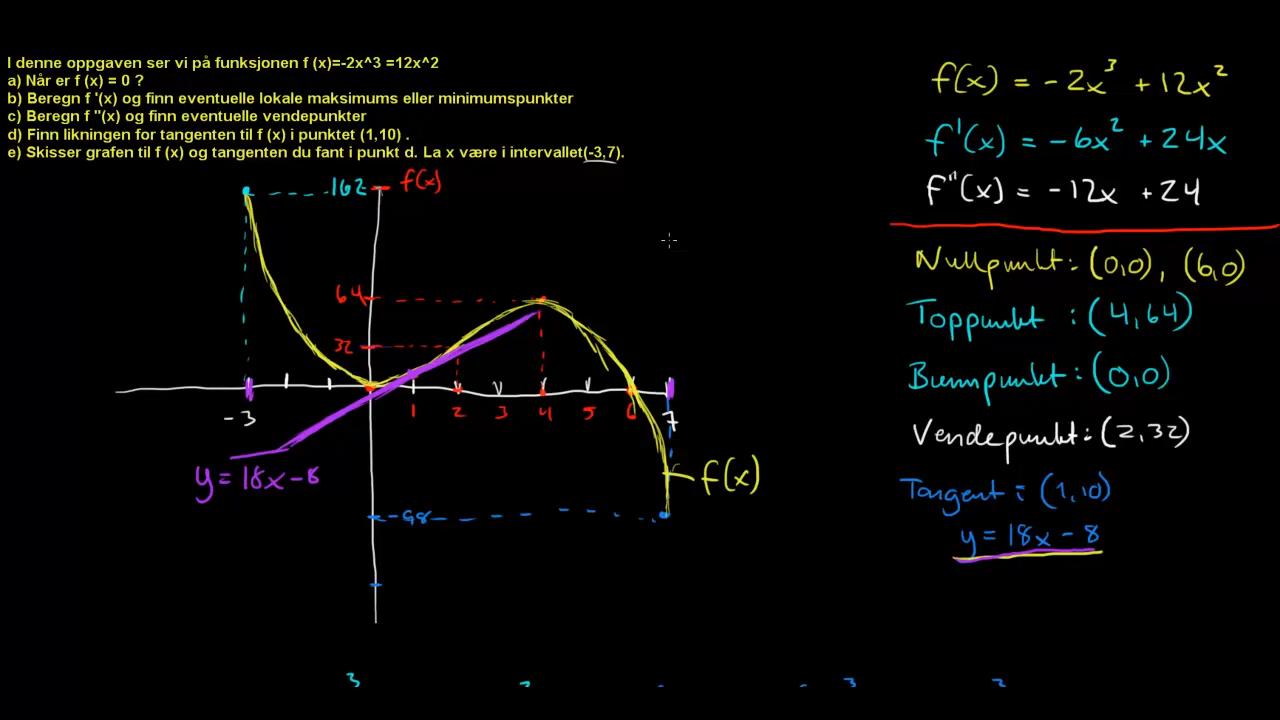 I denne oppgaven ser vi på funksjonen f (x)=-2x^3 =12x^2
a) Når er f (x) = 0 ?
b) Beregn f '(x) og finn eventuelle lokale maksimums eller minimumspunkter
c) Beregn f "(x) og finn eventuelle vendepunkter
d) Finn likningen for tangenten til f (x) i punktet (1,10) .
e) Skisser grafen til f (x) og tangenten du fant i punkt d. La x være i intervallet(-3,7).
f(x) = -2x³ + 12x²
f'(x) = -6x² + 24x
f"(x) = -12x + 24
Nullpunkt: (0,0), (6,0)
Toppunkt : (4,64)
Bunnpunkt: (0,0)
Vendepunkt: (2,32)
Tangent: (1,10)
y = 18x - 8
162 f(x)
64
32
-3 1 2 3 4 5 6 7
y = 18x - 8
f(x)
-98
3 2 3 2